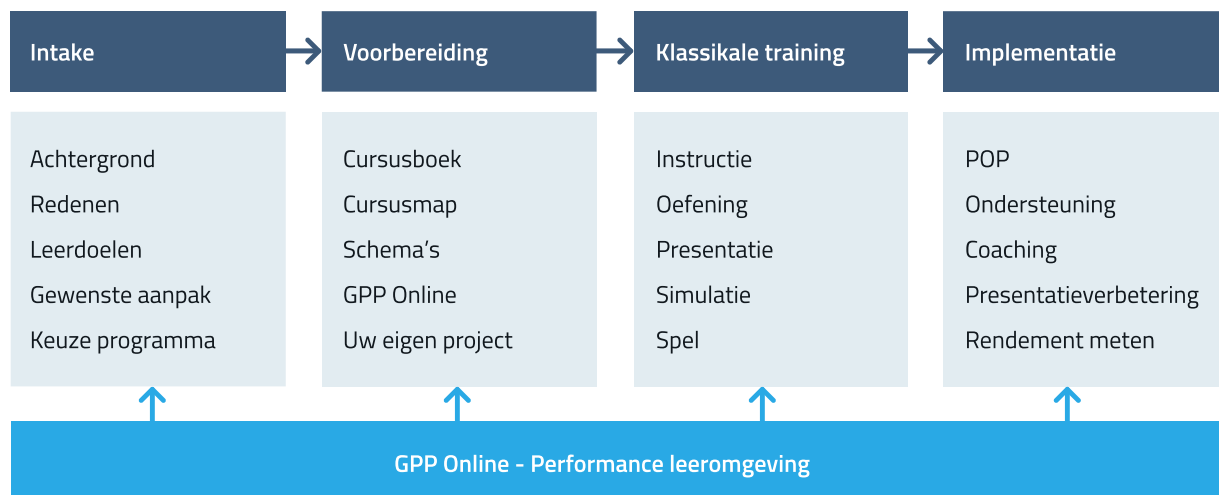 Intake
Voorbereiding
Klassikale training
Implementatie
Achtergrond
Redenen
Leerdoelen
Gewenste aanpak
Keuze programma
Cursusboek
Cursusmap
Schema’s
GPP Online
Uw eigen project
Instructie
Oefening
Presentatie
Simulatie
Spel
POP
Ondersteuning
Coaching
Presentatieverbetering
Rendement meten
GPP Online - Performance leeromgeving